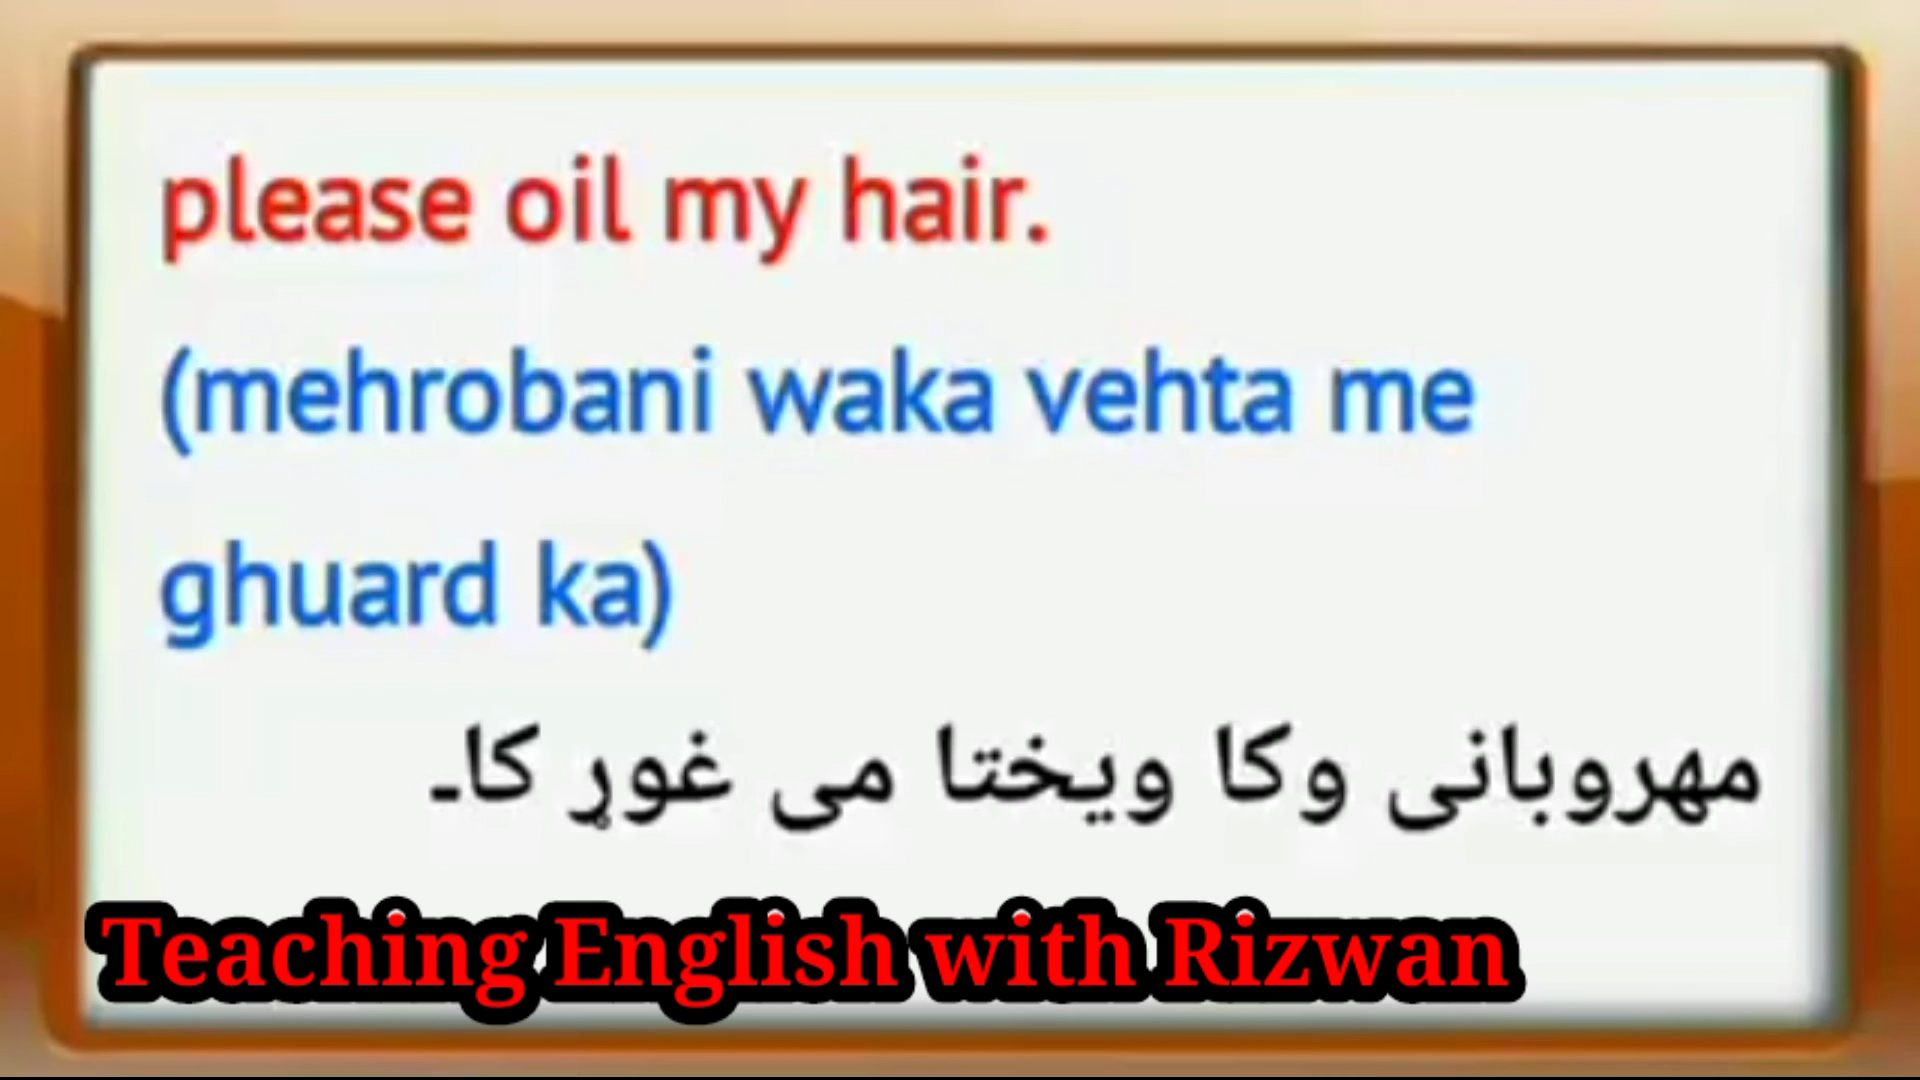 please oil my hair.
(mehrobani waka vehta me
ghuard ka)
مهروبانی وکا ویختا می غوړ کا۔
Teaching English with Rizwan